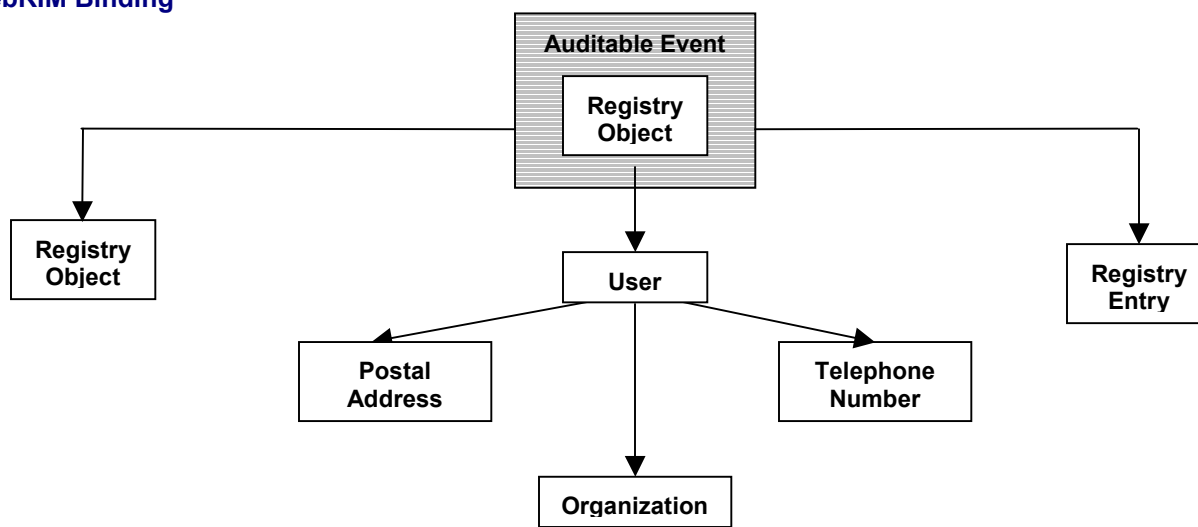 bRIM Binding
Auditable Event
Registry
Object
Registry
Object
User
Registry
Entry
Postal
Address
Telephone
Number
Organization